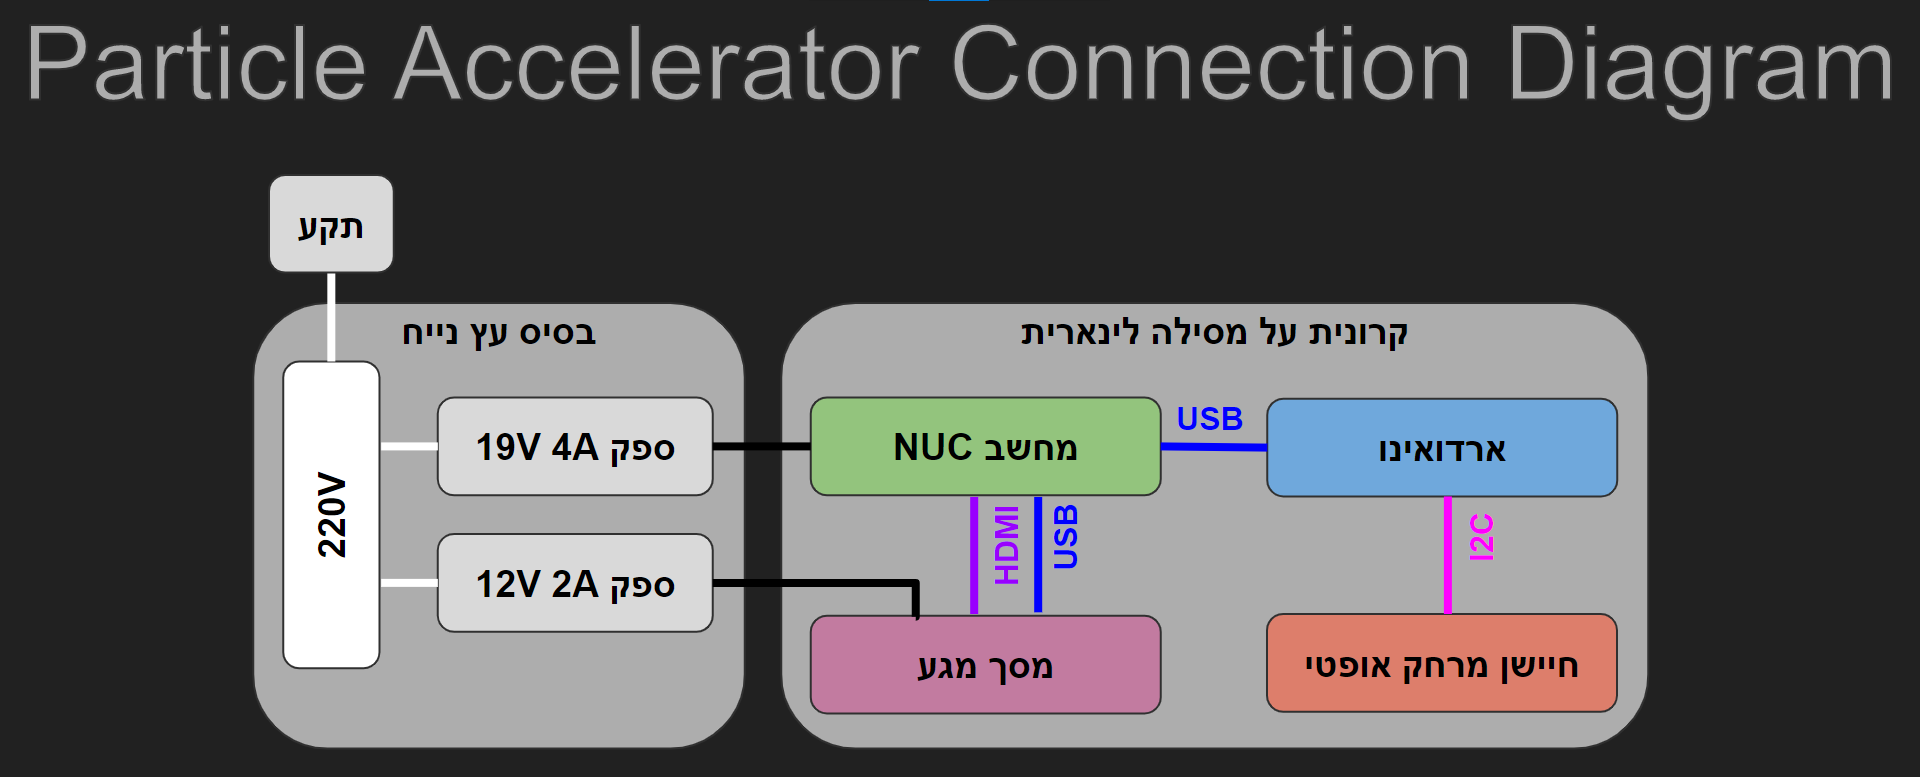 Particle Accelerator Connection Diagram
תקע
בסיס עץ נייח
קרונית על מסילה לינארית
220V
ספק 19V 4A
ספק 12V 2A
מחשב NUC
USB
ארדואינו
HDMI
USB
I2C
מסך מגע
חיישן מרחק אופטי